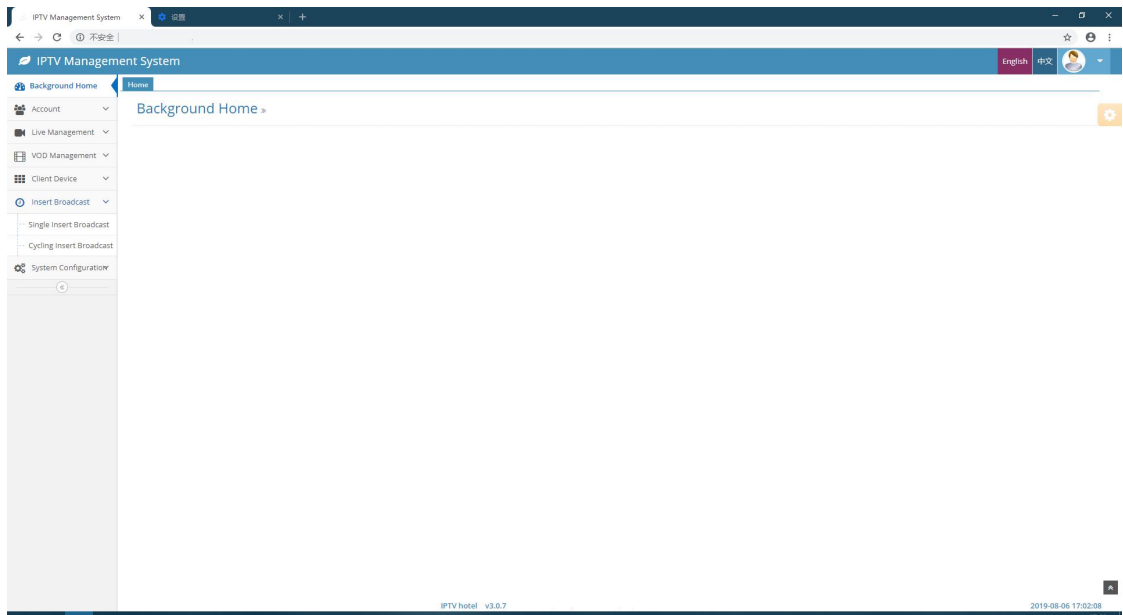 IPTV Management System
设置
不安全
IPTV Management System
English
中文
Background Home
Home
Account
Background Home »
Live Management
VOD Management
Client Device
Insert Broadcast
Single Insert Broadcast
Cycling Insert Broadcast
System Configuration
IPTV hotel v3.0.7
2019-08-06 17:02:08